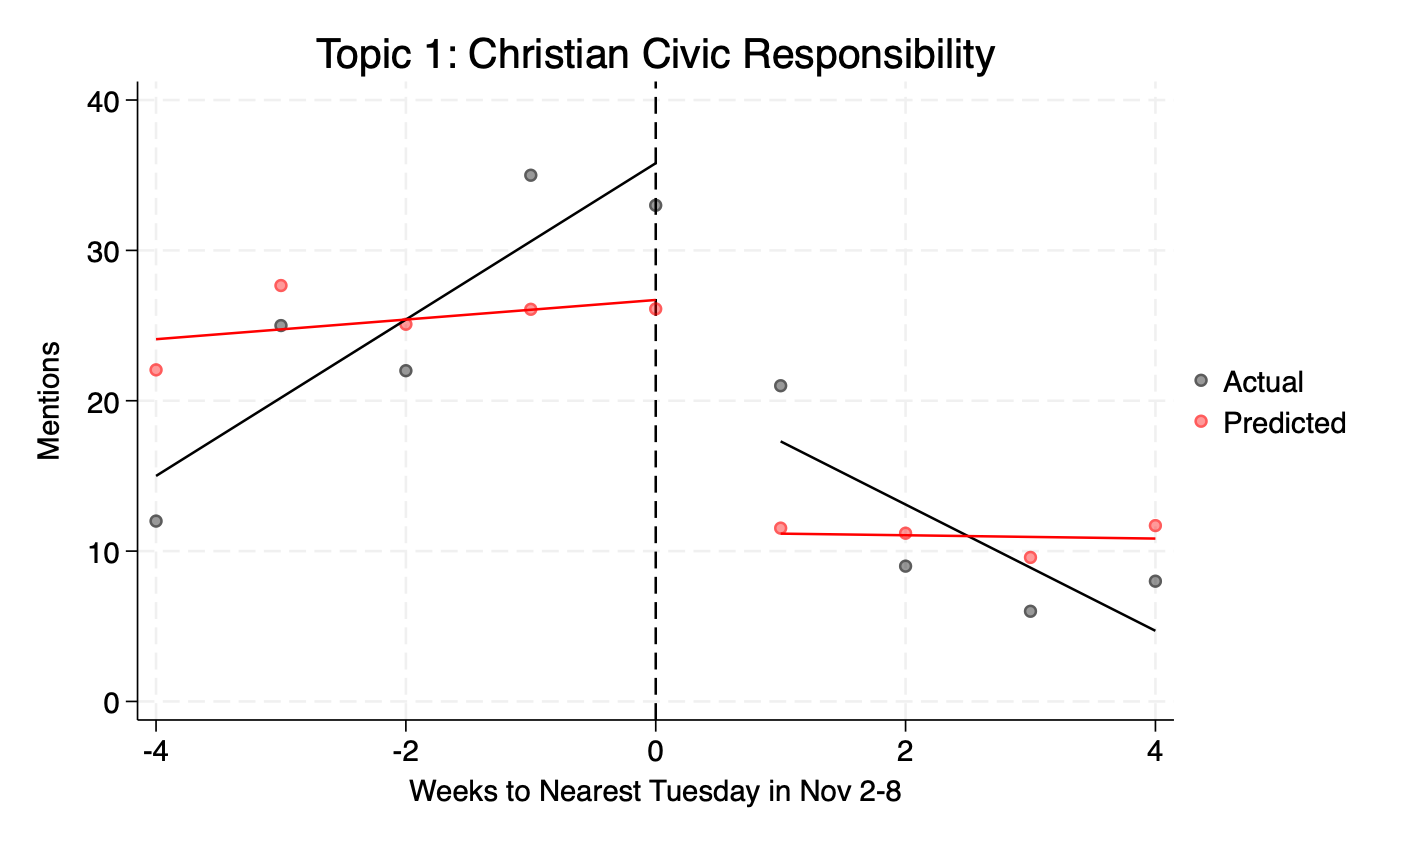 Topic 1: Christian Civic Responsibility
40
30
20
10
0
Mentions
-4
-2
0
2
4
Weeks to Nearest Tuesday in Nov 2-8
Actual
Predicted